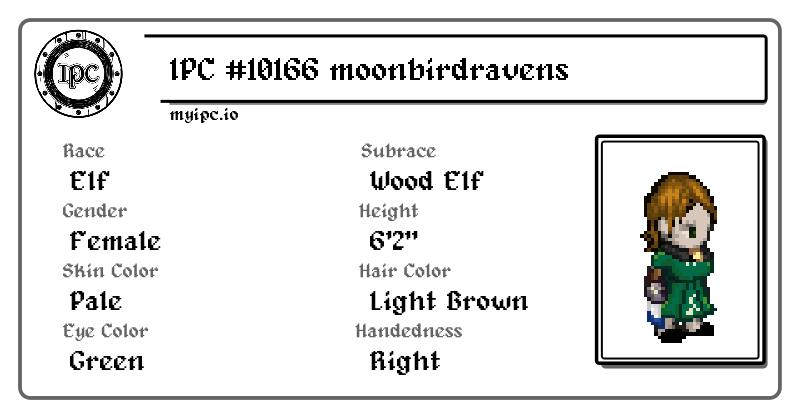 IPC
IPC #10166 moonbirdravens
myipc.io
Race
Elf
Subrace
Wood Elf
Gender
Female
Height
6'2"
Skin Color
Pale
Hair Color
Light Brown
Eye Color
Green
Handedness
Right